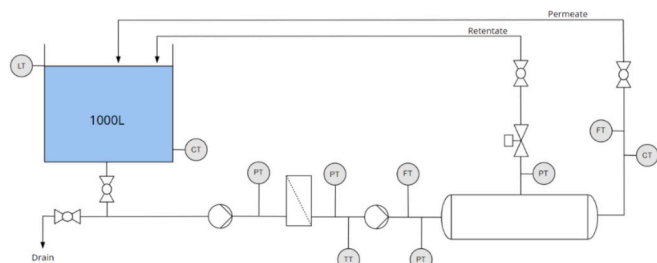 Permeate
Retentate
LT
1000L
CT
FT
CT
PT
PT
PT
FT
TT
PT
Drain